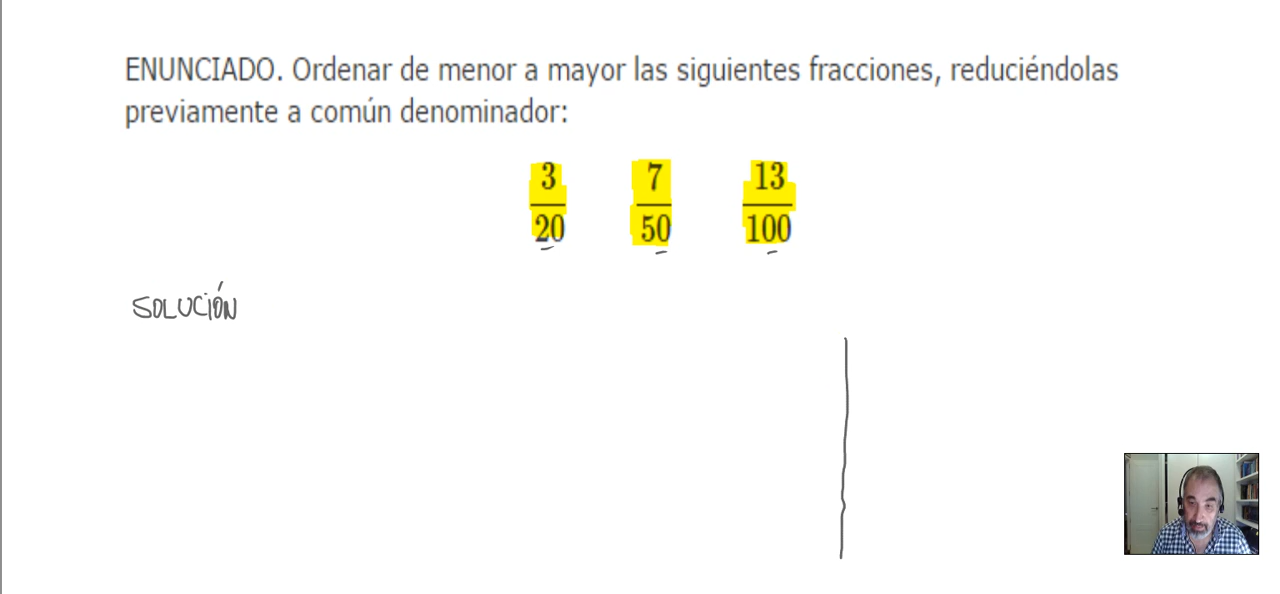 ENUNCIADO. Ordenar de menor a mayor las siguientes fracciones, reduciéndolas
previamente a común denominador:
3/20 7/50 13/100
SOLUCIÓN